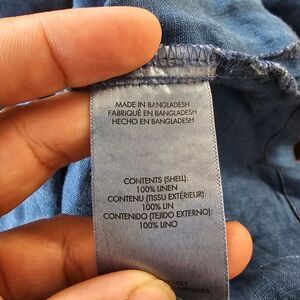 MADE IN BANGLADESH
FABRIQUÉ EN BANGLADESH
HECHO EN BANGLADESH
CONTENTS (SHELL):
100% LINEN
CONTENU (TISSU EXTÉRIEUR):
100% LIN
CONTENIDO (TEJIDO EXTERNO):
100% LINO